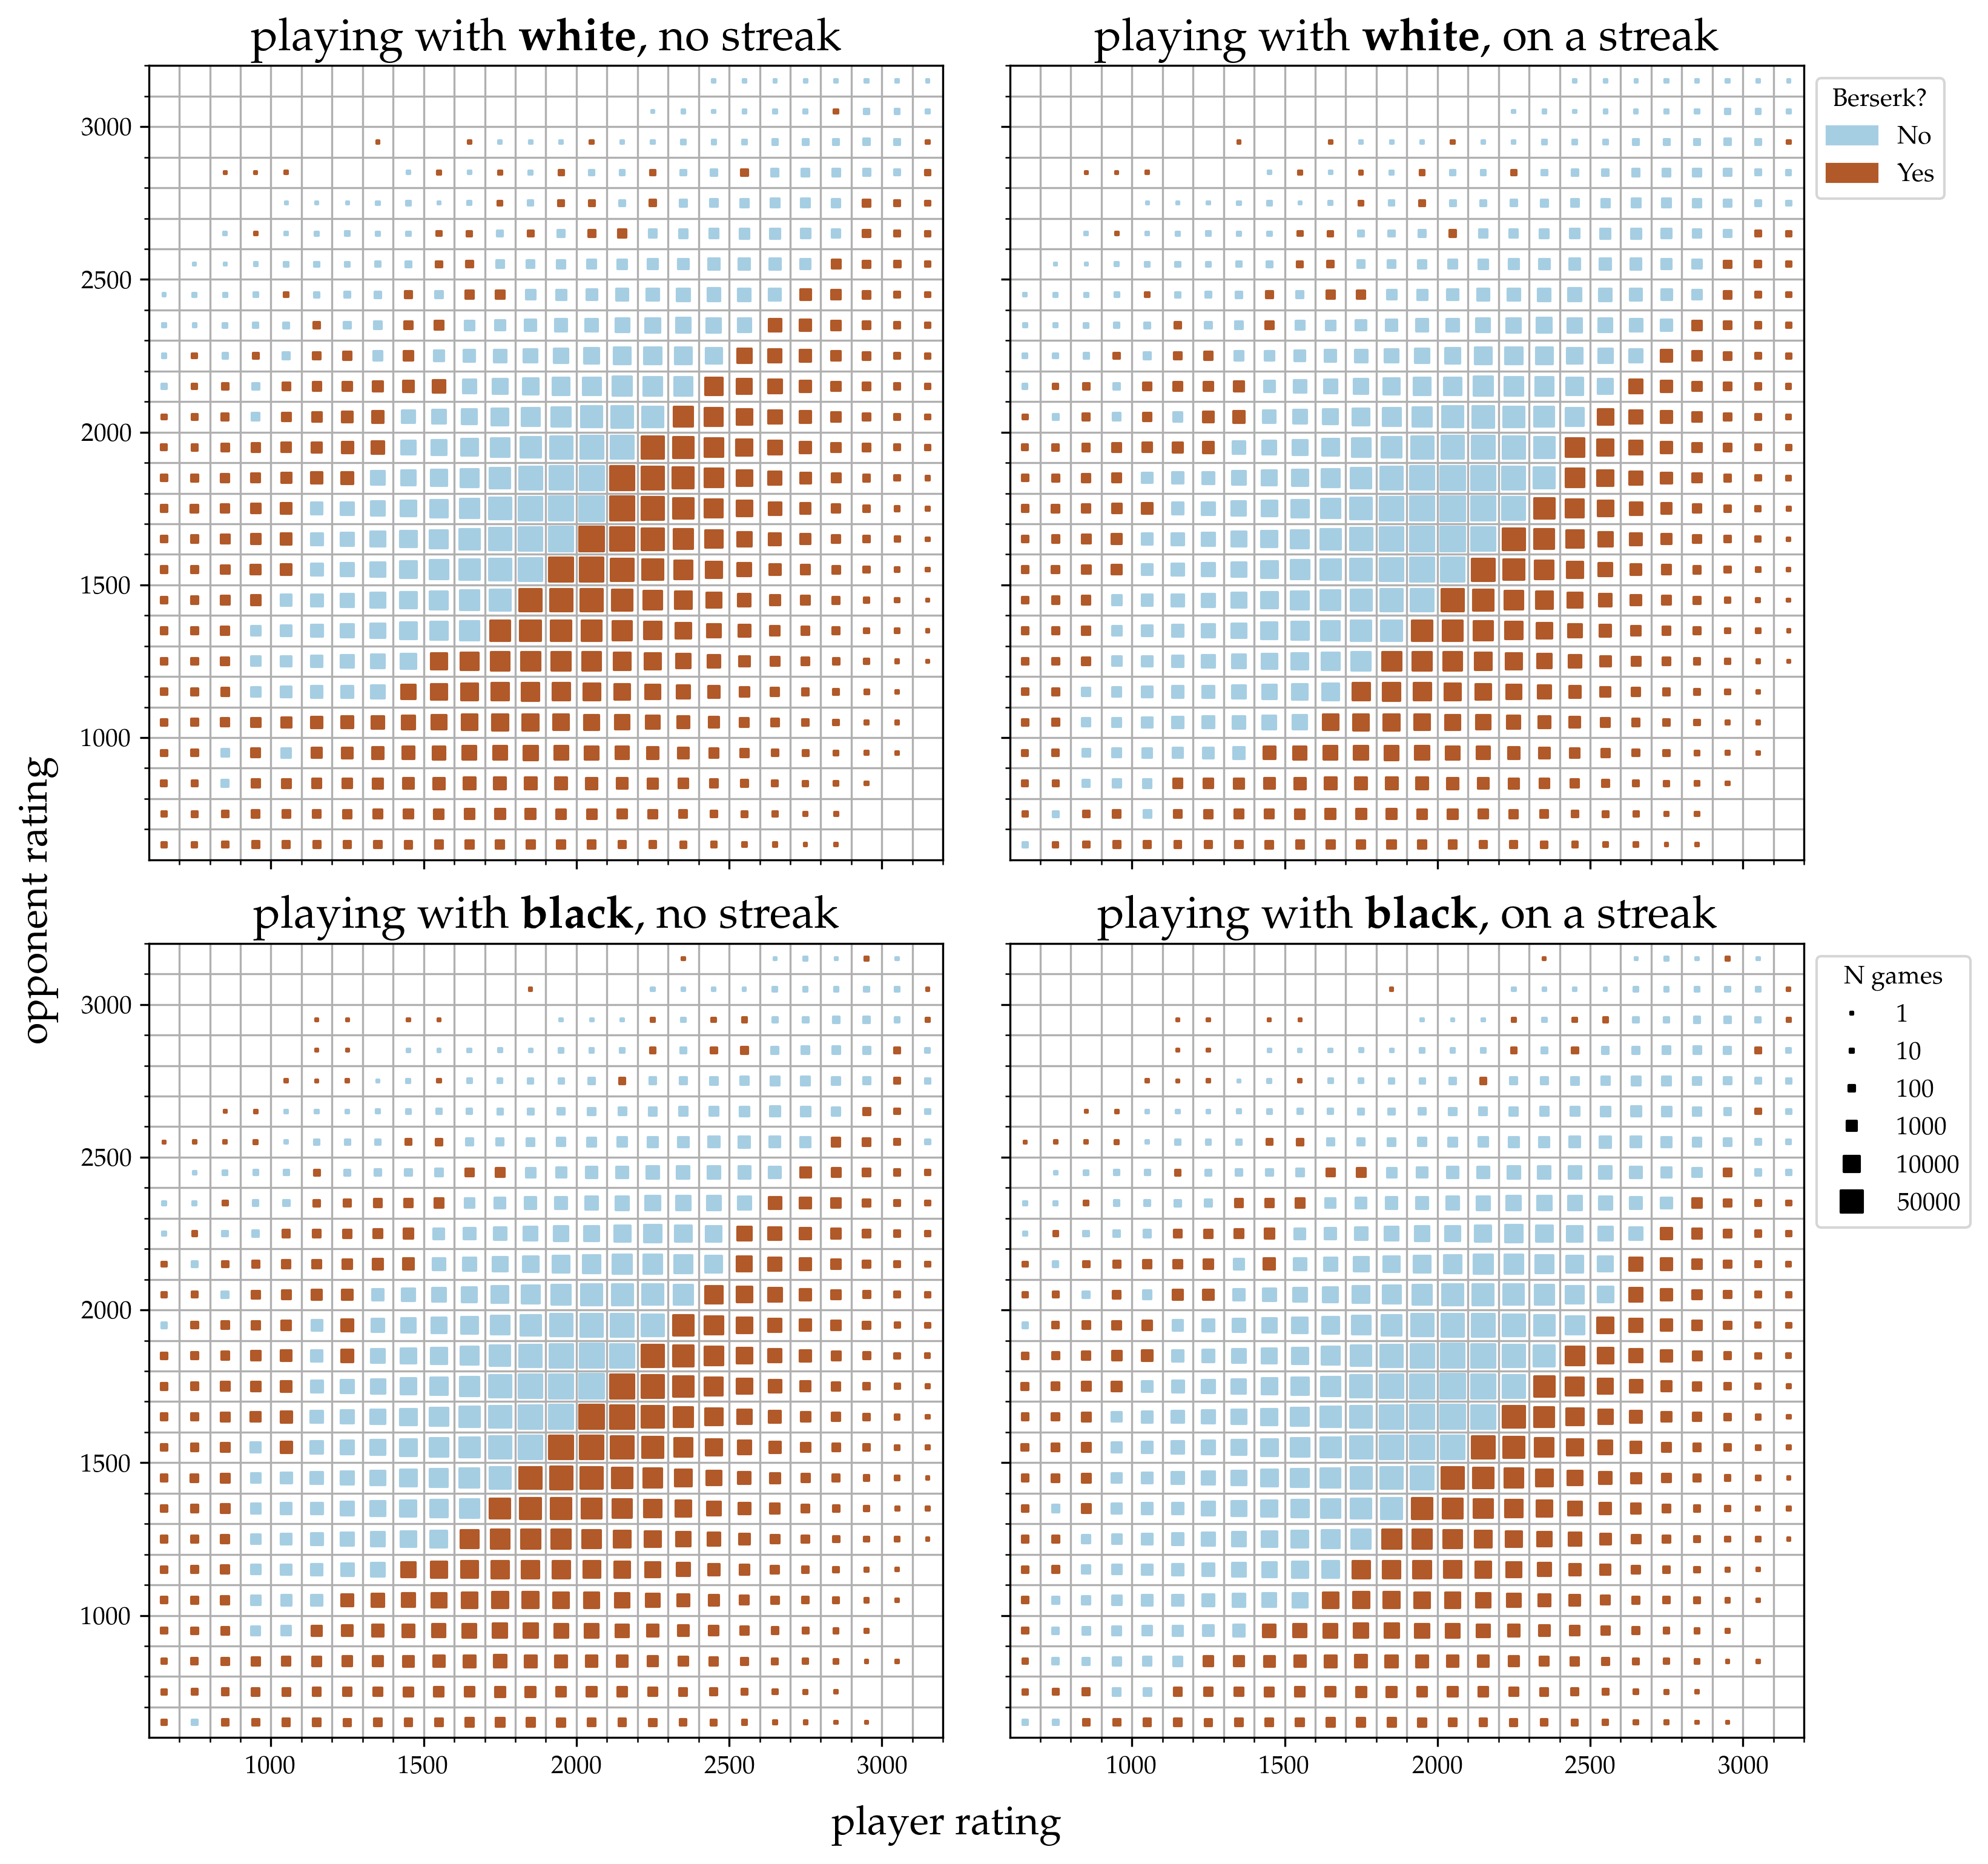 playing with white, no streak
playing with white, on a streak
3000
2500
2000
1500
1000
Berserk?
No
Yes
opponent rating
playing with black, no streak
playing with black, on a streak
3000
2500
2000
1500
1000
N games
1
10
100
1000
10000
50000
1000 1500 2000 2500 3000
1000 1500 2000 2500 3000
player rating